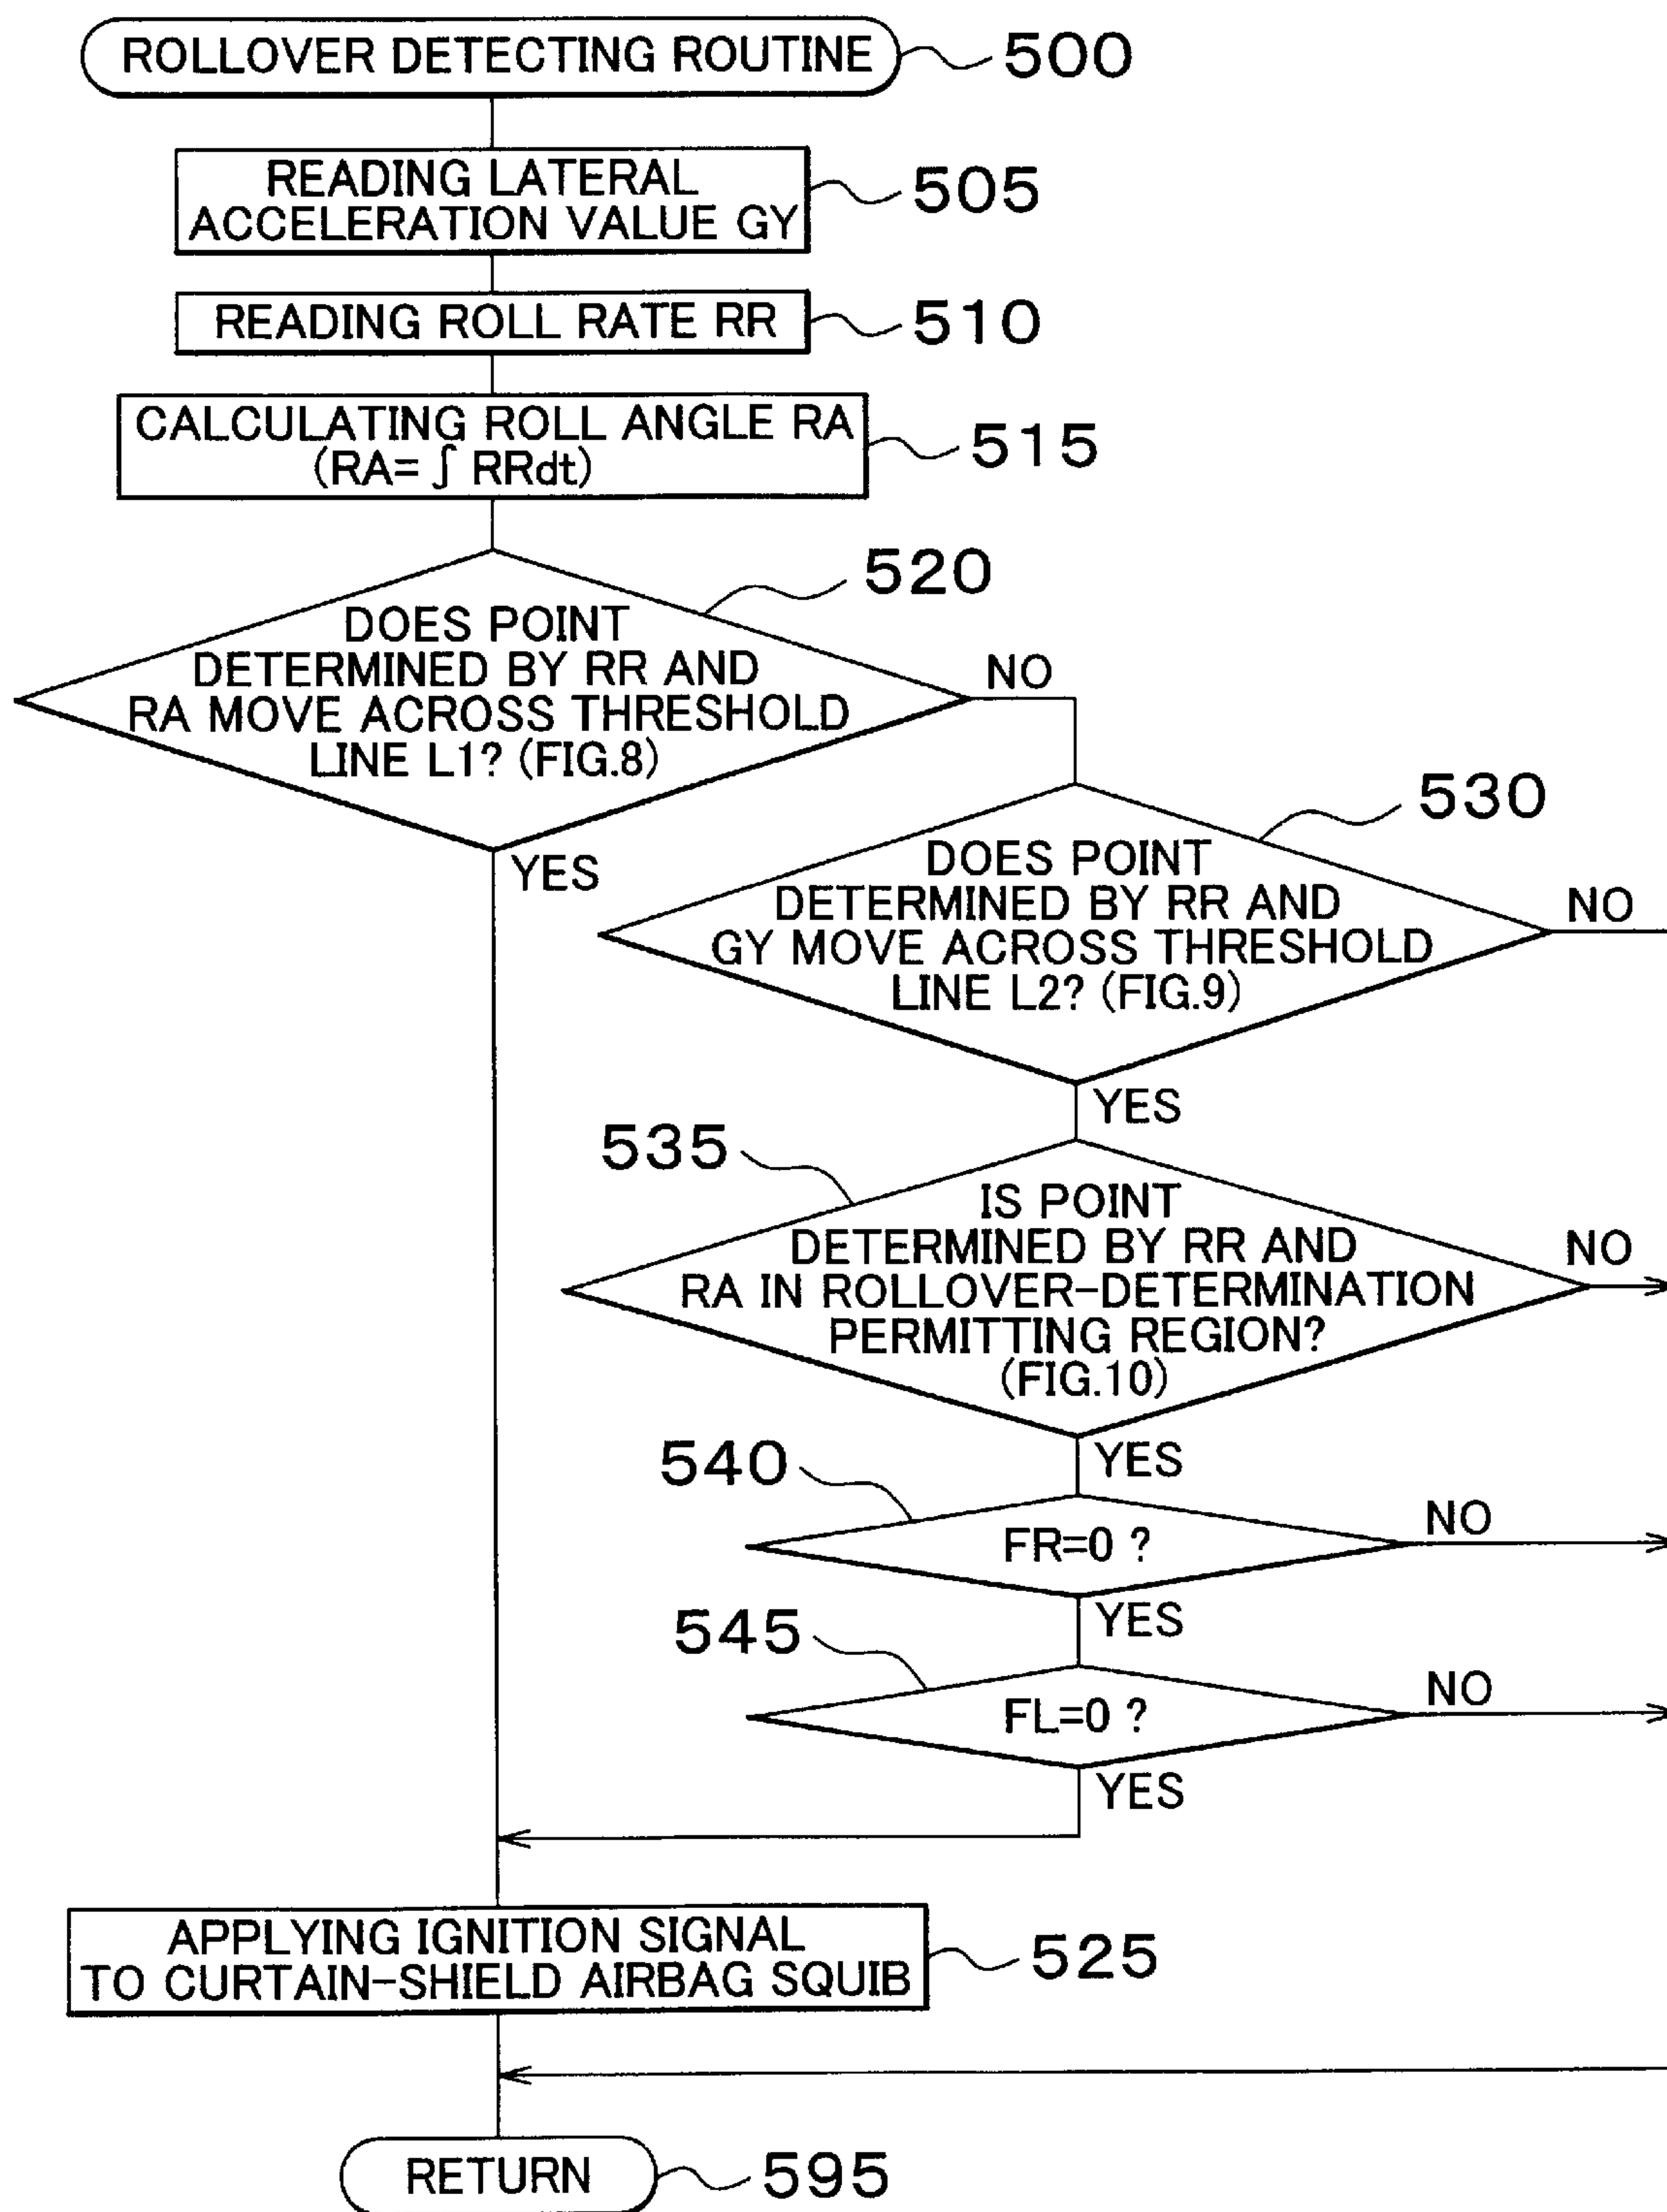 ROLLOVER DETECTING ROUTINE
500
READING LATERAL
ACCELERATION VALUE GY
505
READING ROLL RATE RR
510
CALCULATING ROLL ANGLE RA
(RA=∫ RRdt)
515
520
DOES POINT
DETERMINED BY RR AND
RA MOVE ACROSS THRESHOLD
LINE L1? (FIG.8)
NO
YES
530
DOES POINT
DETERMINED BY RR AND
GY MOVE ACROSS THRESHOLD
LINE L2? (FIG.9)
NO
YES
535
IS POINT
DETERMINED BY RR AND
RA IN ROLLOVER-DETERMINATION
PERMITTING REGION?
(FIG.10)
NO
YES
540
FR=0 ?
NO
YES
545
FL=0 ?
NO
YES
APPLYING IGNITION SIGNAL
TO CURTAIN-SHIELD AIRBAG SQUIB
525
RETURN
595